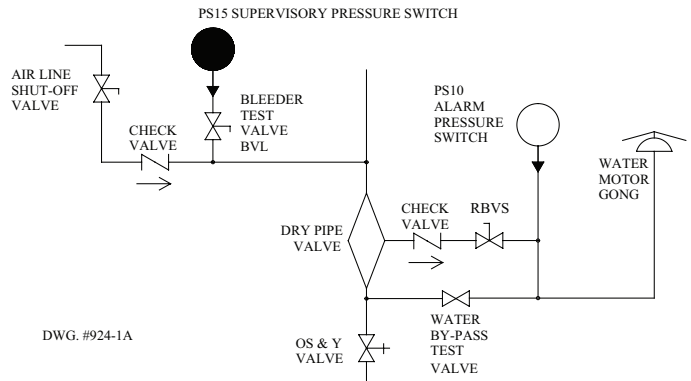 PS15 SUPERVISORY PRESSURE SWITCH
AIR LINE
SHUT-OFF
VALVE
BLEEDER
TEST
VALVE
BVL
CHECK
VALVE
PS10
ALARM
PRESSURE
SWITCH
WATER
MOTOR
GONG
DRY PIPE
VALVE
CHECK
VALVE
RBVS
DWG. #924-1A
OS & Y
VALVE
WATER
BY-PASS
TEST
VALVE